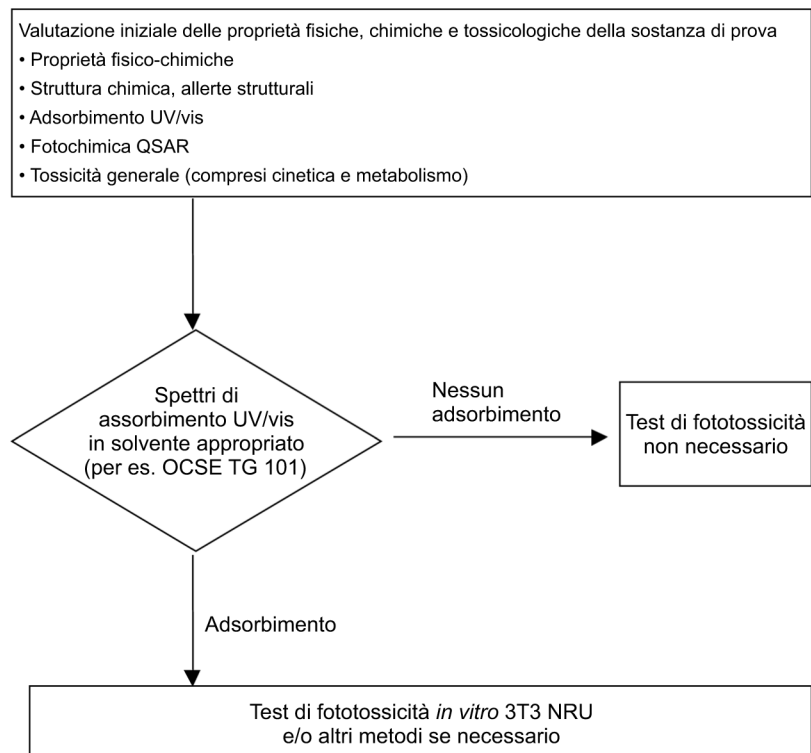 Valutazione iniziale delle proprietà fisiche, chimiche e tossicologiche della sostanza di prova
• Proprietà fisico-chimiche
• Struttura chimica, allerte strutturali
• Adsorbimento UV/vis
• Fotochimica QSAR
• Tossicità generale (compresi cinetica e metabolismo)
Spettri di
assorbimento UV/vis
in solvente appropriato
(per es. OCSE TG 101)
Nessun
adsorbimento
Test di fototossicità
non necessario
Adsorbimento
Test di fototossicità in vitro 3T3 NRU
e/o altri metodi se necessario